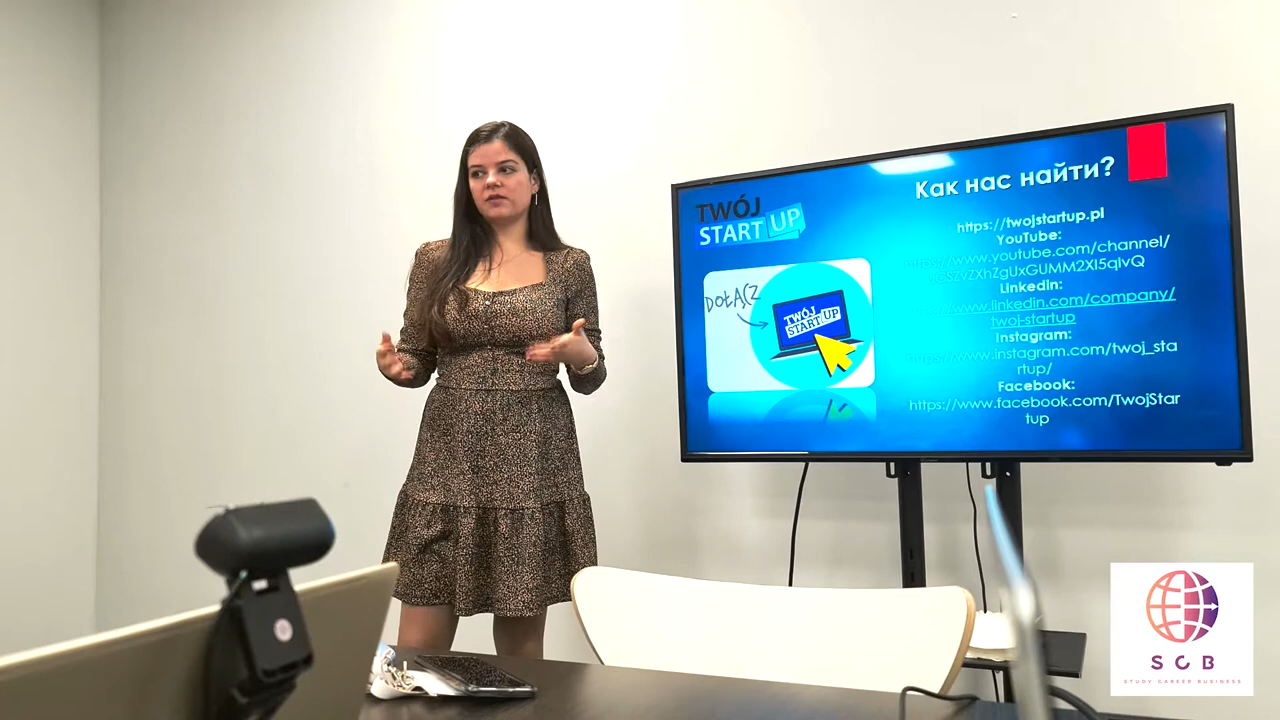 Как нас найти?
TWÓJ
START UP
https://twojstartup.pl
YouTube:
https://www.youtube.com/channel/
LinkedIn:
www.linkedin.com/company/
twoj-startup
Instagram:
https://www.instagram.com/twoj_sta
rtup/
Facebook:
https://www.facebook.com/TwojStar
tup
DOŁĄCZ
TWÓJ
START UP
SCB
STUDY CAREER BUSINESS